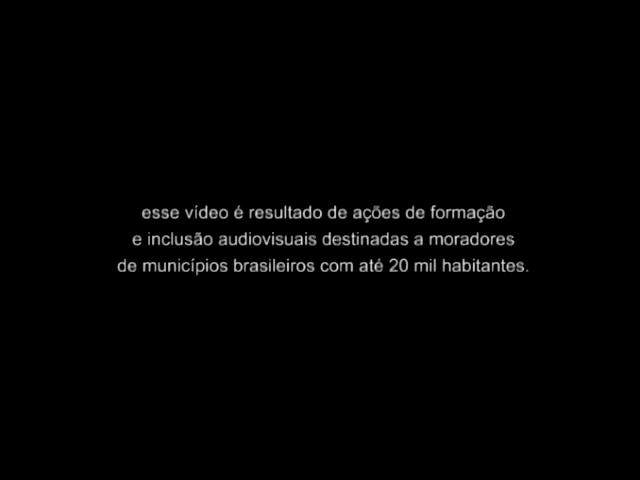 esse vídeo é resultado de ações de formação
e inclusão audiovisuais destinadas a moradores
de municípios brasileiros com até 20 mil habitantes.